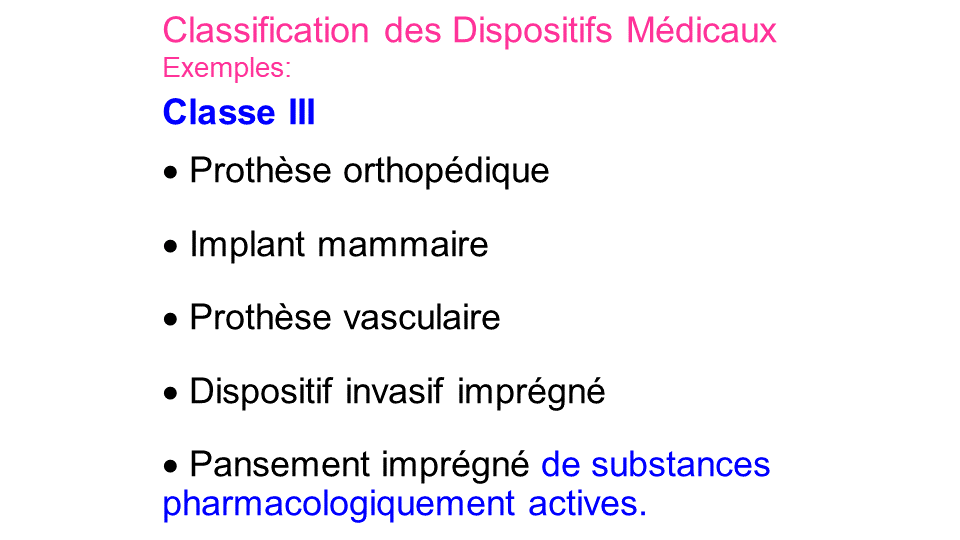 Classification des Dispositifs Médicaux
Exemples:
Classe III
• Prothèse orthopédique
• Implant mammaire
• Prothèse vasculaire
• Dispositif invasif imprégné
• Pansement imprégné de substances
pharmacologiquement actives.